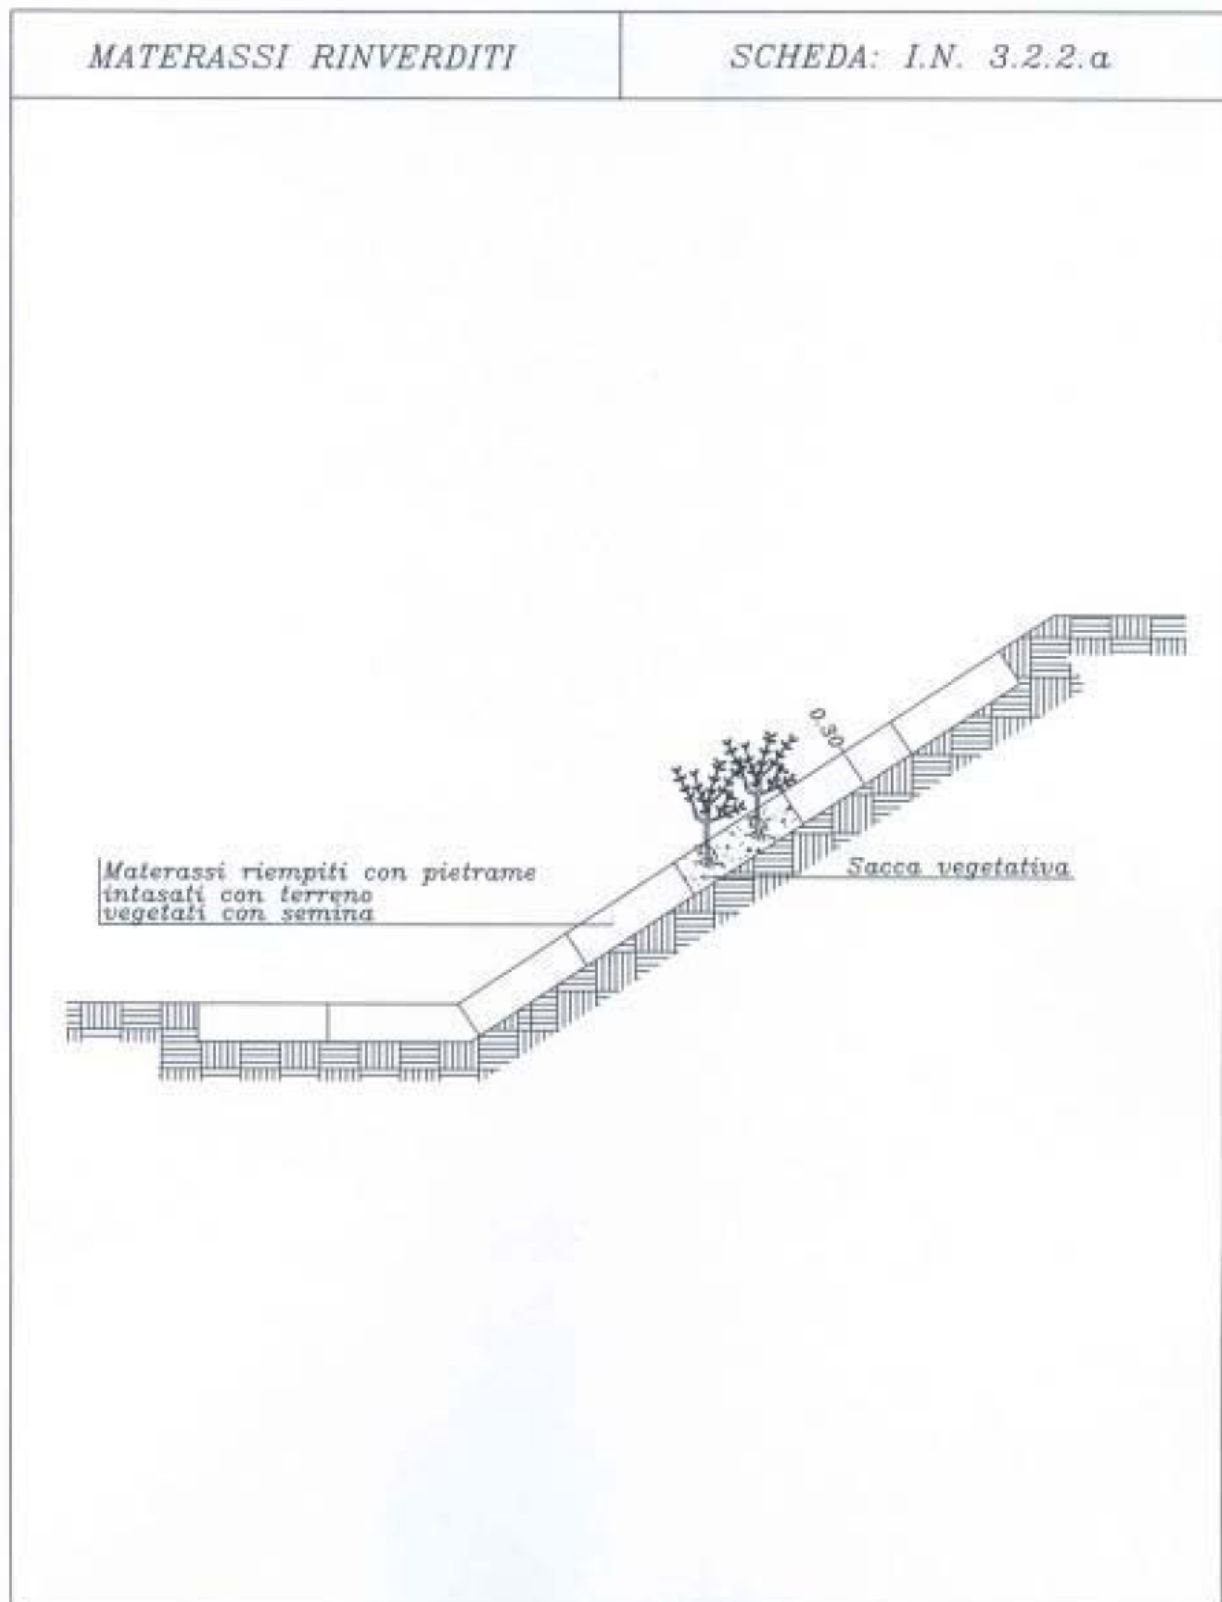 MATERASSI RINVERDITI
SCHEDA: I.N. 3.2.2.a
0.30
Materassi riempiti con pietrame
intasati con terreno
vegetati con semina
Sacca vegetativa